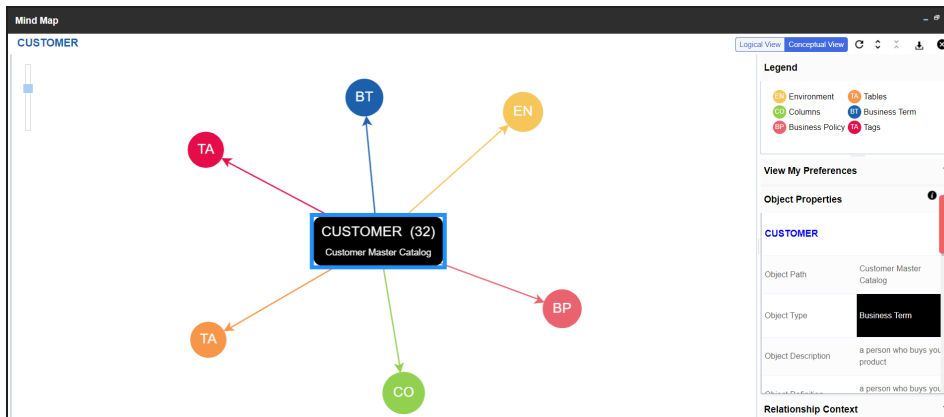 Mind Map
CUSTOMER
Logical View Conceptual View
BT
EN
TA
CUSTOMER (32)
Customer Master Catalog
BP
TA
CO
Legend
EN Environment TA Tables
CO Columns BT Business Term
BP Business Policy TA Tags
View My Preferences
Object Properties
CUSTOMER
Object Path Customer Master
Catalog
Object Type Business Term
Object Description a person who buys you
product
Object Definition a person who buys you
Relationship Context